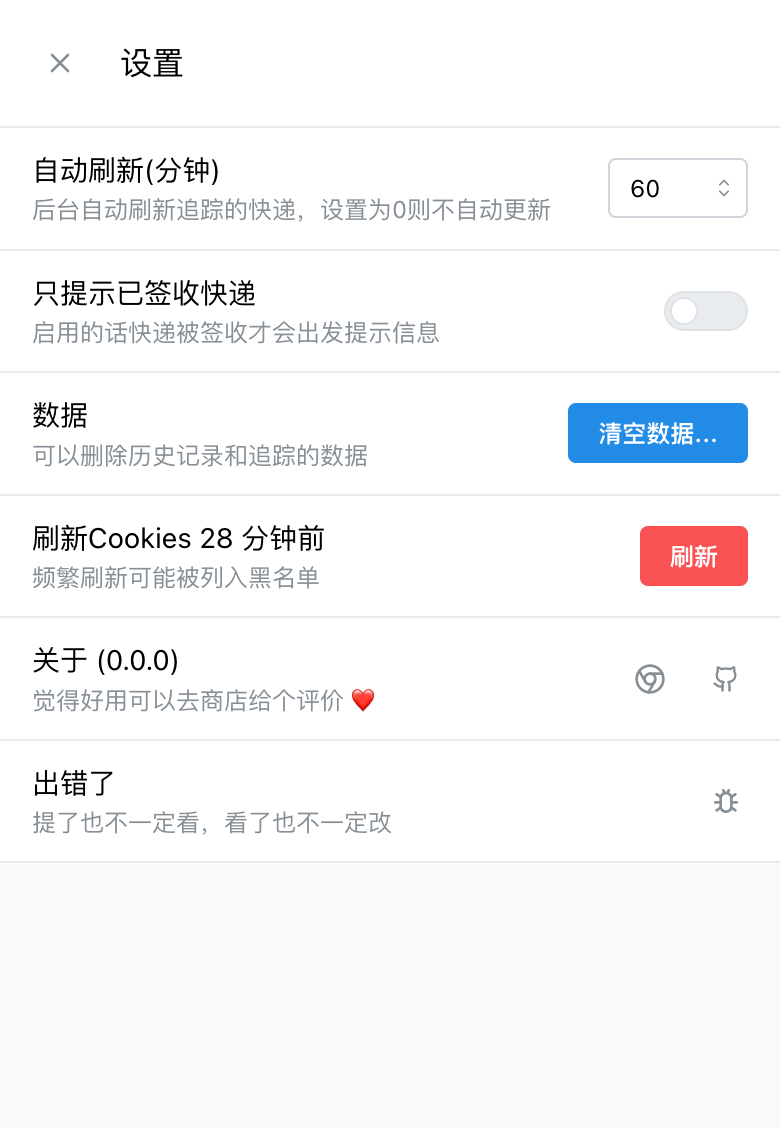 设置
自动刷新(分钟)
后台自动刷新追踪的快递，设置为0则不自动更新
60
只提示已签收快递
启用的话快递被签收才会出发提示信息
数据
可以删除历史记录和追踪的数据
清空数据...
刷新Cookies 28 分钟前
频繁刷新可能被列入黑名单
刷新
关于 (0.0.0)
觉得好用可以去商店给个评价 ❤️
出错了
提了也不一定看，看了也不一定改